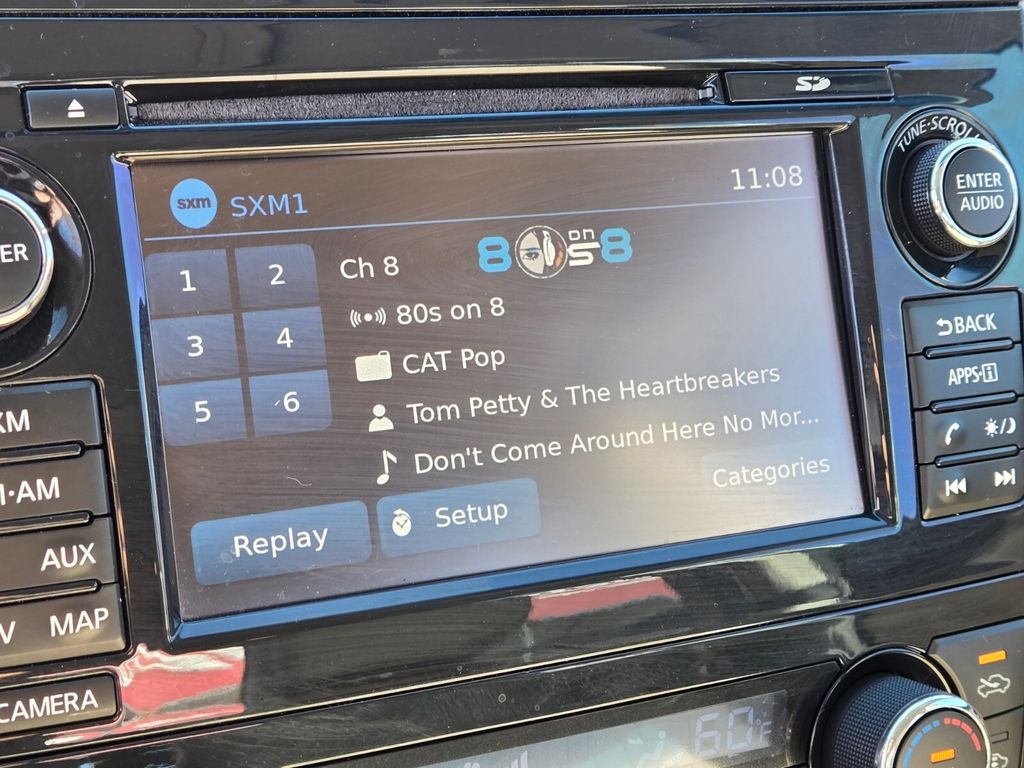 SD
TUNE·SCROLL
ENTER
AUDIO
sxm SXM1
11:08
1
2
3
4
5
6
Ch 8
8 on s 8
80s on 8
CAT Pop
Tom Petty & The Heartbreakers
Don't Come Around Here No Mor...
Categories
Replay
Setup
BACK
APPS·i
ER
XM
·AM
AUX
V MAP
CAMERA
60°F